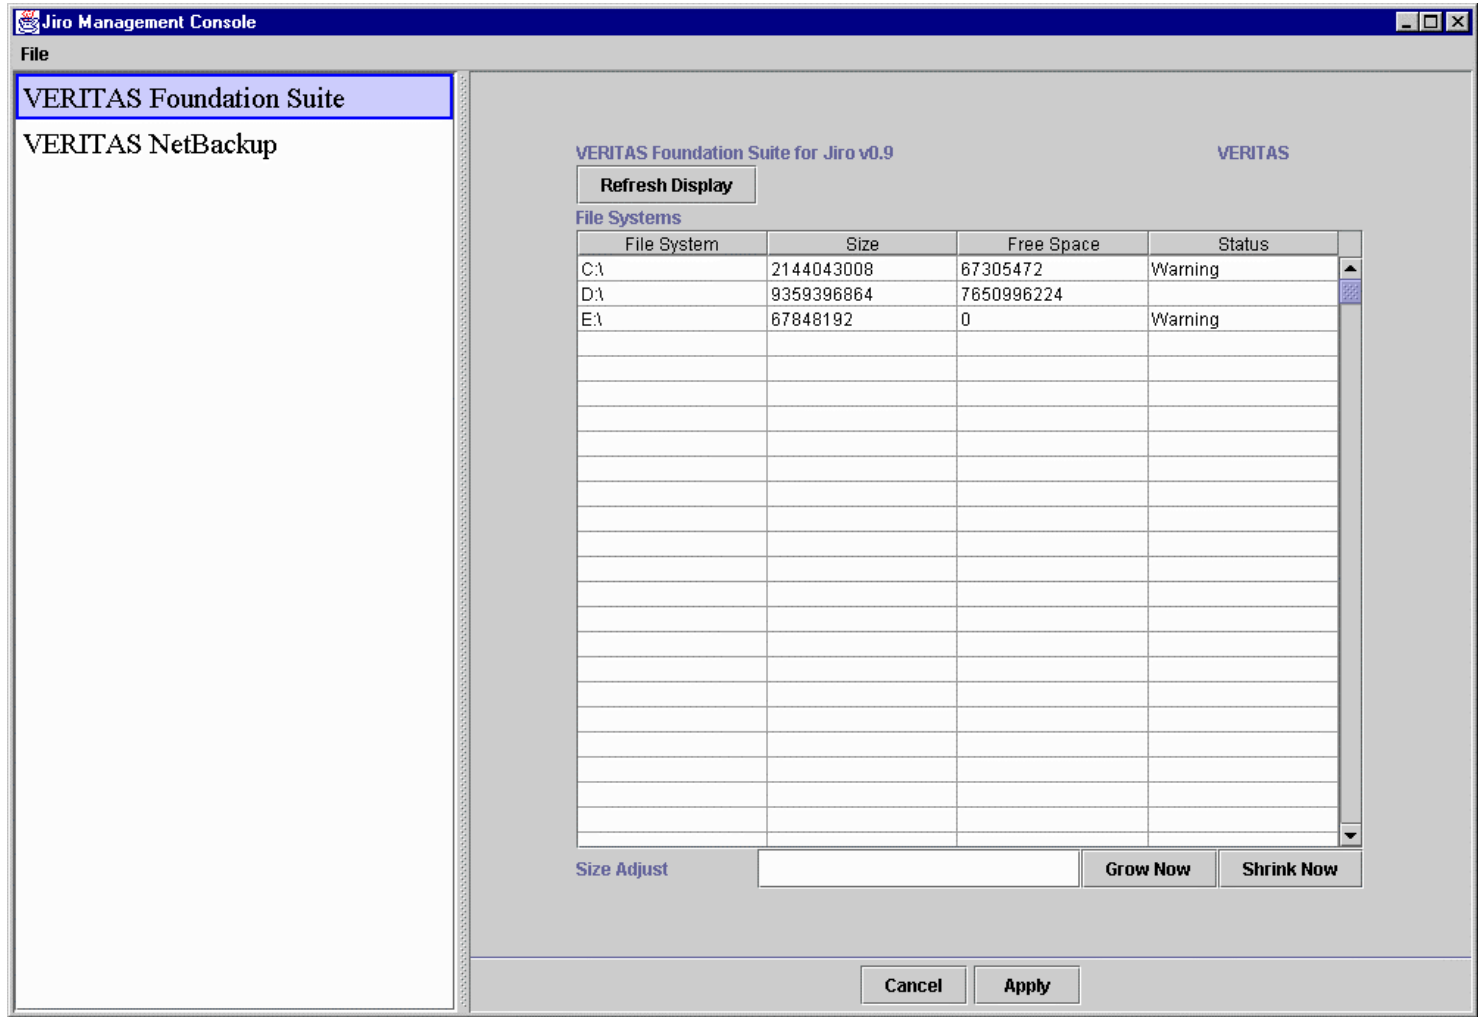 Jiro Management Console
File
VERITAS Foundation Suite
VERITAS NetBackup
VERITAS Foundation Suite for Jiro v0.9 VERITAS
Refresh Display
File Systems
File System Size Free Space Status
C:\ 2144043008 67305472 Warning
D:\ 9359396864 7650996224
E:\ 67848192 0 Warning
Size Adjust Grow Now Shrink Now
Cancel Apply